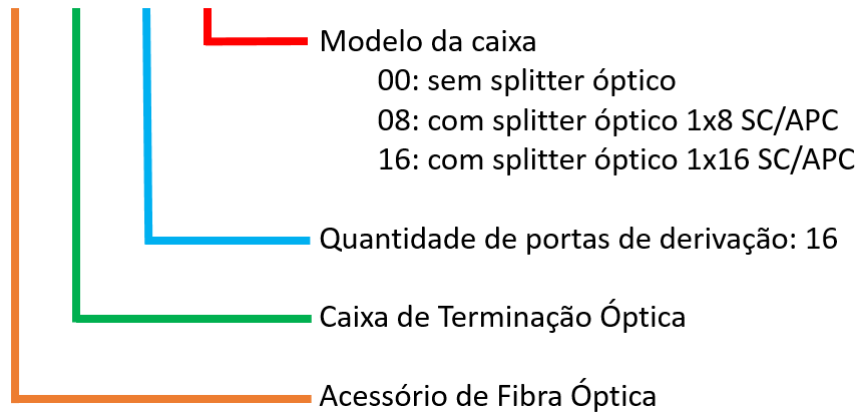 Modelo da caixa
00: sem splitter óptico
08: com splitter óptico 1x8 SC/APC
16: com splitter óptico 1x16 SC/APC
Quantidade de portas de derivação: 16
Caixa de Terminação Óptica
Acessório de Fibra Óptica